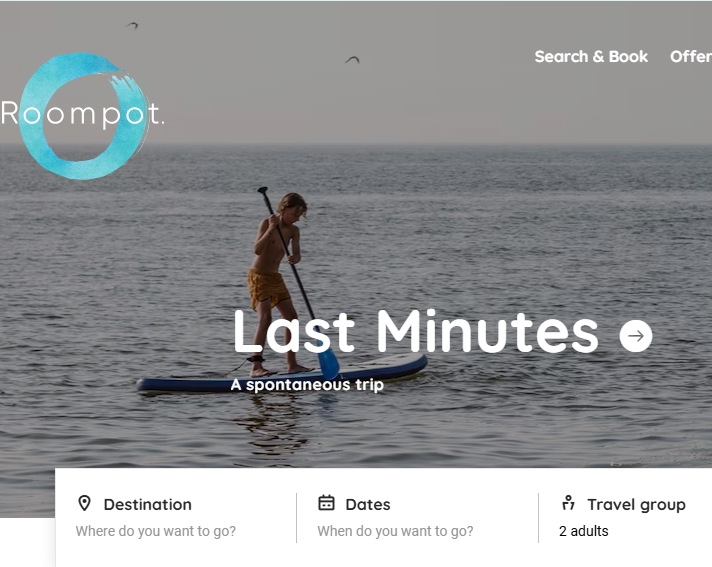 Search & Book
Offer
Roompot.
Last Minutes
A spontaneous trip
Destination
Dates
Travel group
Where do you want to go?
When do you want to go?
2 adults